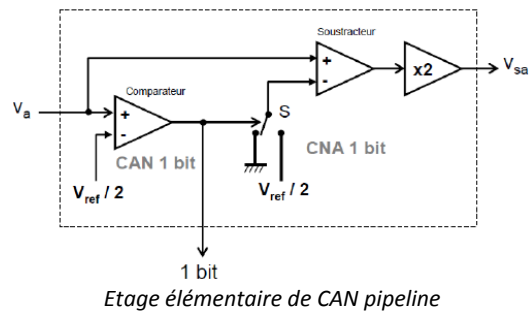 Soustracteur
+
-
x2
Vsa
Comparateur
Va
+
-
S
CAN 1 bit
CNA 1 bit
Vref / 2
Vref / 2
1 bit
Etage élémentaire de CAN pipeline